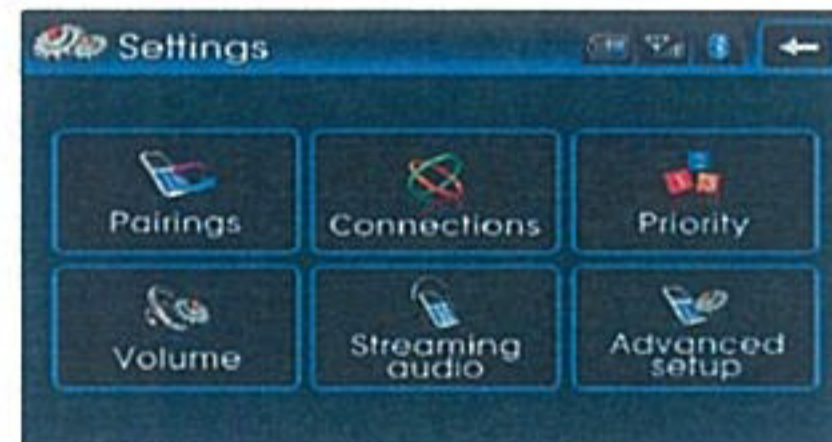 Settings
Pairings
Connections
Priority
Volume
Streaming
audio
Advanced
setup